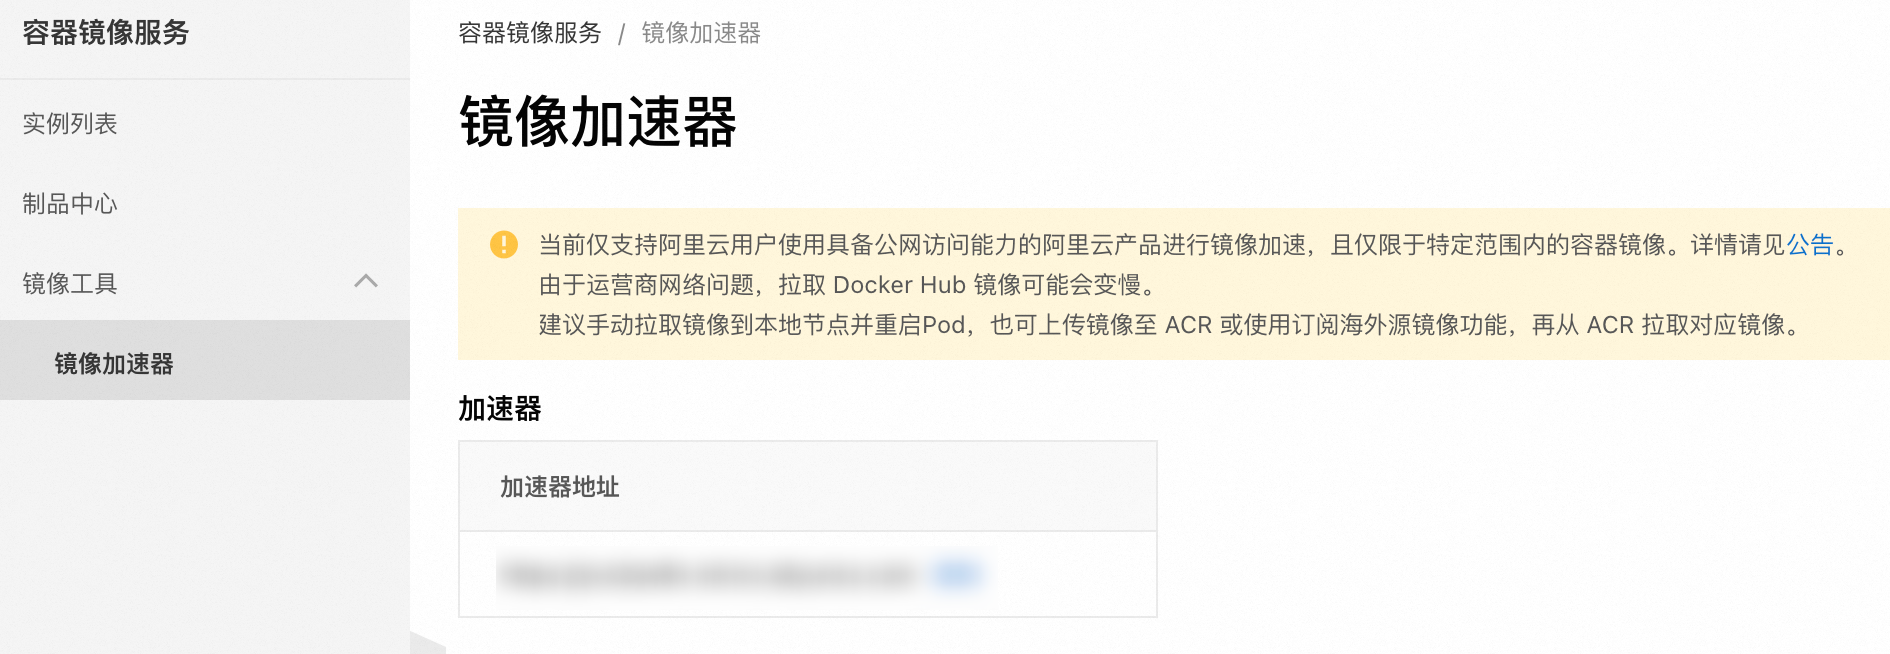 容器镜像服务
实例列表
制品中心
镜像工具
镜像加速器
容器镜像服务 / 镜像加速器
镜像加速器
当前仅支持阿里云用户使用具备公网访问能力的阿里云产品进行镜像加速，且仅限于特定范围内的容器镜像。详情请见公告。
由于运营商网络问题，拉取 Docker Hub 镜像可能会变慢。
建议手动拉取镜像到本地节点并重启Pod，也可上传镜像至 ACR 或使用订阅海外源镜像功能，再从 ACR 拉取对应镜像。
加速器
加速器地址